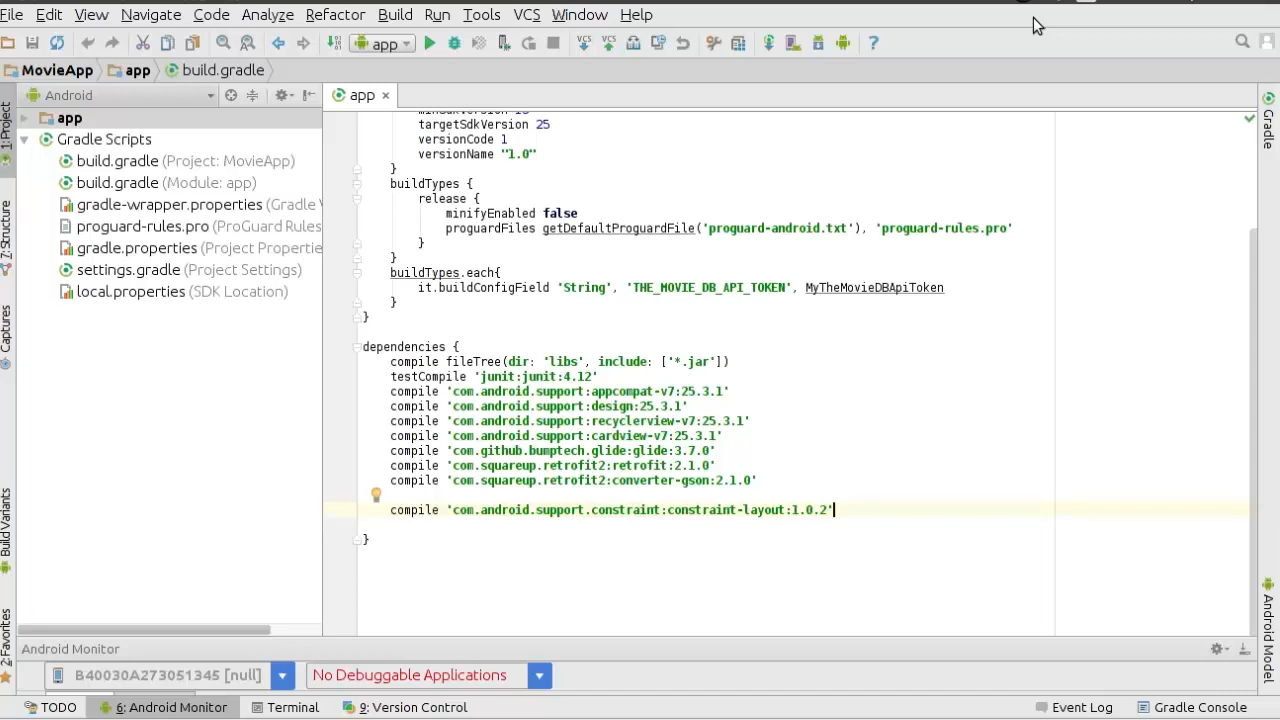 File Edit View Navigate Code Analyze Refactor Build Run Tools VCS Window Help
app
MovieApp app build.gradle
Android
app
app
Gradle Scripts
build.gradle (Project: MovieApp)
build.gradle (Module: app)
gradle-wrapper.properties (Gradle V
proguard-rules.pro (ProGuard Rules
gradle.properties (Project Propertie
settings.gradle (Project Settings)
local.properties (SDK Location)
targetSdkVersion 25
versionCode 1
versionName "1.0"
}
buildTypes {
release {
minifyEnabled false
proguardFiles getDefaultProguardFile('proguard-android.txt'), 'proguard-rules.pro'
}
}
buildTypes.each{
it.buildConfigField 'String', 'THE_MOVIE_DB_API_TOKEN', MyTheMovieDBApiToken
}
}
dependencies {
compile fileTree(dir: 'libs', include: ['*.jar'])
testCompile 'junit:junit:4.12'
compile 'com.android.support:appcompat-v7:25.3.1'
compile 'com.android.support:design:25.3.1'
compile 'com.android.support:recyclerview-v7:25.3.1'
compile 'com.android.support:cardview-v7:25.3.1'
compile 'com.github.bumptech.glide:glide:3.7.0'
compile 'com.squareup.retrofit2:retrofit:2.1.0'
compile 'com.squareup.retrofit2:converter-gson:2.1.0'
compile 'com.android.support.constraint:constraint-layout:1.0.2'
}
1: Project
Z: Structure
Captures
Build Variants
2: Favorites
Gradle
Android Model
Android Monitor
B40030A273051345 [null]
No Debuggable Applications
TODO 6: Android Monitor Terminal 9: Version Control Event Log Gradle Console